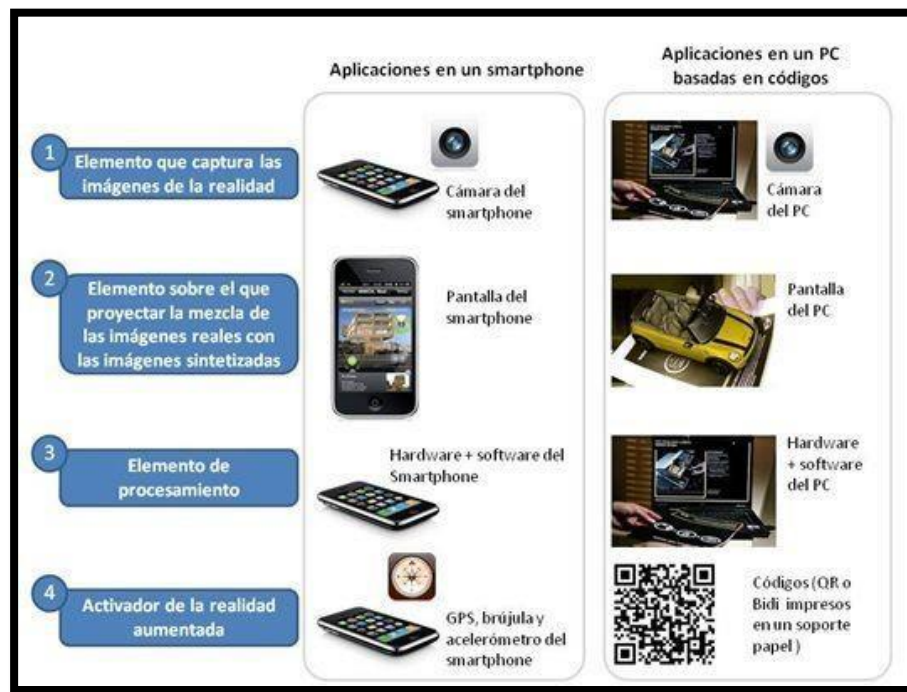 Aplicaciones en un smartphone
Aplicaciones en un PC
basadas en códigos
1
Elemento que captura las
imágenes de la realidad
Cámara del
smartphone
Cámara
del PC
2
Elemento sobre el que
proyectar la mezcla de
las imágenes reales con
las imágenes sintetizadas
Pantalla del
smartphone
Pantalla
del PC
3
Elemento de
procesamiento
Hardware + software del
Smartphone
Hardware
+ software
del PC
4
Activador de la realidad
aumentada
GPS, brújula y
acelerómetro del
smartphone
Códigos (QR o
Bidi impresos
en un soporte
papel )